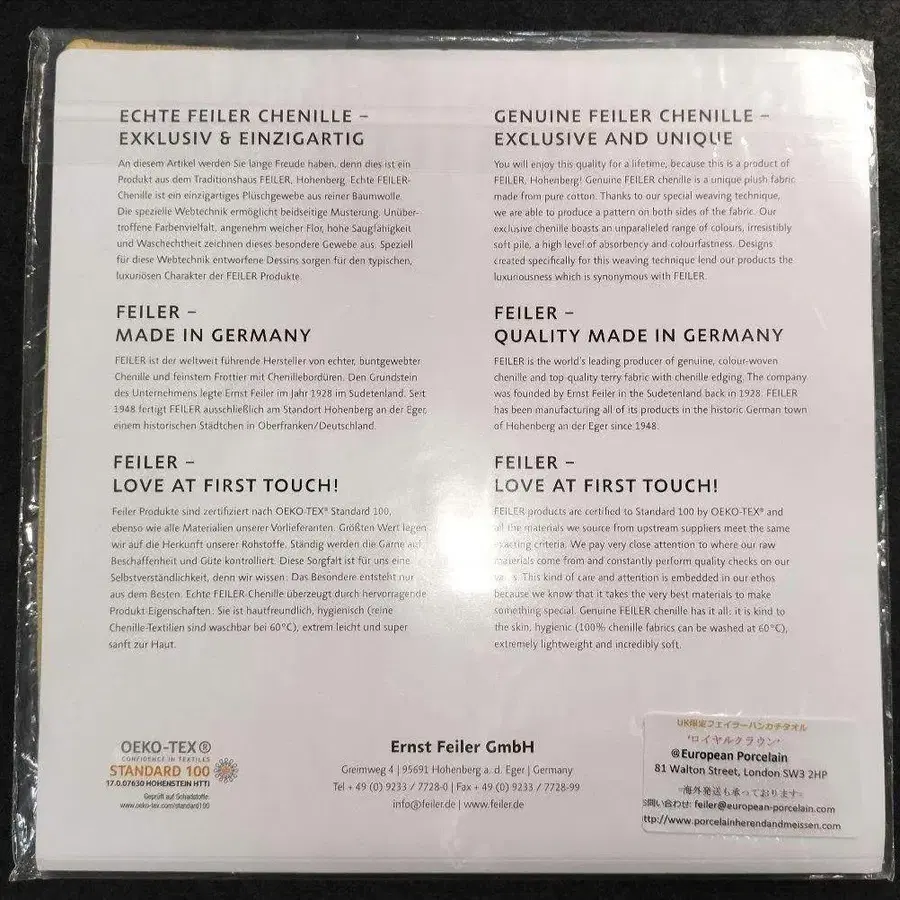 ECHTE FEILER CHENILLE –
EXKLUSIV & EINZIGARTIG
An diesem Artikel werden Sie lange Freude haben, denn dies ist ein
Produkt aus dem Traditionshaus FEILER, Hohenberg. Echte FEILER-
Chenille ist ein einzigartiges Plüschgewebe aus reiner Baumwolle.
Die spezielle Webtechnik ermöglicht beidseitige Musterung. Unüber-
troffene Farbenvielfalt, angenehm weicher Flor, hohe Saugfähigkeit
und Waschechtheit zeichnen dieses besondere Gewebe aus. Speziell
für diese Webtechnik entworfene Dessins sorgen für den typischen,
luxuriösen Charakter der FEILER Produkte.
FEILER –
MADE IN GERMANY
FEILER ist der weltweit führende Hersteller von echter, buntgewebter
Chenille und feinstem Frottier mit Chenillebordüren. Den Grundstein
des Unternehmens legte Ernst Feiler im Jahr 1928 im Sudetenland. Seit
1948 fertigt FEILER ausschließlich am Standort Hohenberg an der Eger,
einem historischen Städtchen in Oberfranken/Deutschland.
FEILER –
LOVE AT FIRST TOUCH!
Feiler Produkte sind zertifiziert nach OEKO-TEX® Standard 100,
ebenso wie alle Materialien unserer Vorlieferanten. Größten Wert legen
wir auf die Herkunft unserer Rohstoffe. Ständig werden die Garne auf
Beschaffenheit und Güte kontrolliert. Diese Sorgfalt ist für uns eine
Selbstverständlichkeit, denn wir wissen: Das Besondere entsteht nur
aus dem Besten. Echte FEILER-Chenille überzeugt durch hervorragende
Produkt-Eigenschaften: Sie ist hautfreundlich, hygienisch (reine
Chenille-Textilien sind waschbar bei 60°C), extrem leicht und super
sanft zur Haut.
GENUINE FEILER CHENILLE –
EXCLUSIVE AND UNIQUE
You will enjoy this quality for a lifetime, because this is a product of
FEILER, Hohenberg! Genuine FEILER chenille is a unique plush fabric
made from pure cotton. Thanks to our special weaving technique,
we are able to produce a pattern on both sides of the fabric. Our
exclusive chenille boasts an unparalleled range of colours, irresistibly
soft pile, a high level of absorbency and colourfastness. Designs
created specifically for this weaving technique lend our products the
luxuriousness which is synonymous with FEILER.
FEILER –
QUALITY MADE IN GERMANY
FEILER is the world's leading producer of genuine, colour-woven
chenille and top quality terry fabric with chenille edging. The company
was founded by Ernst Feiler in the Sudetenland back in 1928. FEILER
has been manufacturing all of its products in the historic German town
of Hohenberg an der Eger since 1948.
FEILER –
LOVE AT FIRST TOUCH!
FEILER products are certified to Standard 100 by OEKO-TEX® and
all the materials we source from upstream suppliers meet the same
exacting criteria. We pay very close attention to where our raw
materials come from and constantly perform quality checks on our
This kind of care and attention is embedded in our ethos
because we know that it takes the very best materials to make
something special. Genuine FEILER chenille has it all: it is kind to
the skin, hygienic (100% chenille fabrics can be washed at 60°C),
extremely lightweight and incredibly soft.
OEKO-TEX®
CONFIDENCE IN TEXTILES
STANDARD 100
17.0.07630 HOHENSTEIN HTTI
Geprüft auf Schadstoffe.
www.oeko-tex.com/standard100
Ernst Feiler GmbH
Greimweg 4 | 95691 Hohenberg a. d. Eger | Germany
Tel + 49 (0) 9233 / 7728-0 | Fax + 49 (0) 9233 / 7728-99
info@feiler.de | www.feiler.de
UK限定フェイラーハンカチタオル
'ロイヤルクラウン'
@European Porcelain
81 Walton Street, London SW3 2HP
=海外発送も承っております=
問い合わせ: feiler@european-porcelain.com
ttp://www.porcelainherendandmeissen.com